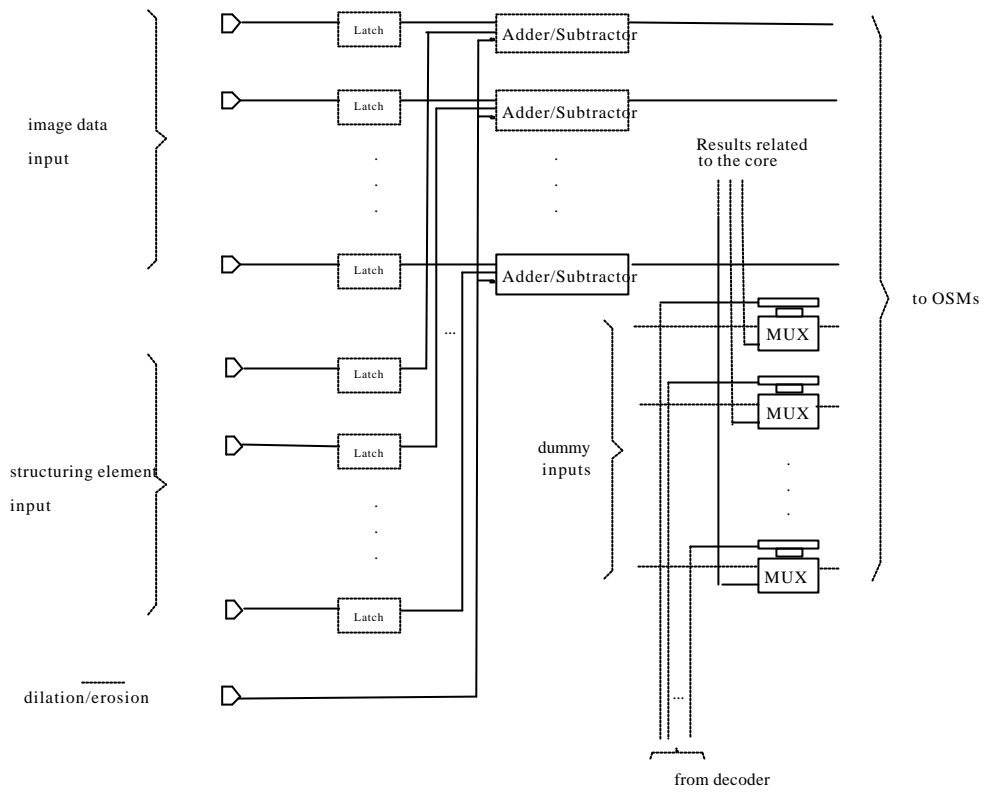 Latch
Adder/Subtractor
Latch
Adder/Subtractor
image data
input
Results related
to the core
Latch
Adder/Subtractor
to OSMs
...
MUX
Latch
MUX
Latch
dummy
inputs
structuring element
input
MUX
Latch
dilation/erosion
...
from decoder